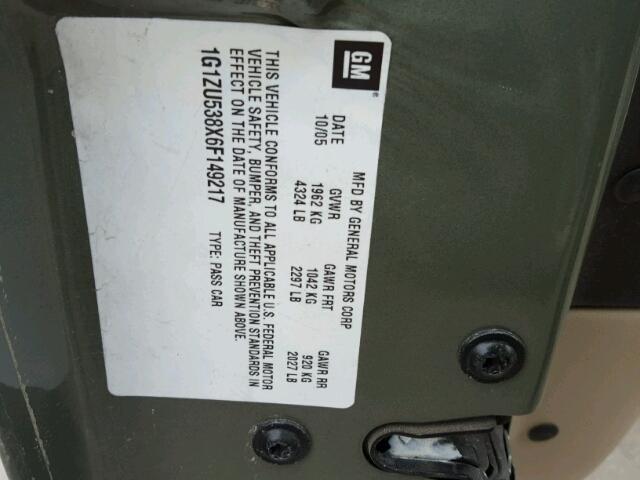 GM
MFD BY GENERAL MOTORS CORP
DATE GVWR GAWR FRT GAWR RR
10/05 1962 KG 1042 KG 920 KG
4324 LB 2297 LB 2027 LB
THIS VEHICLE CONFORMS TO ALL APPLICABLE U.S. FEDERAL MOTOR
VEHICLE SAFETY, BUMPER, AND THEFT PREVENTION STANDARDS IN
EFFECT ON THE DATE OF MANUFACTURE SHOWN ABOVE.
1G1ZU538X6F149217 TYPE: PASS CAR